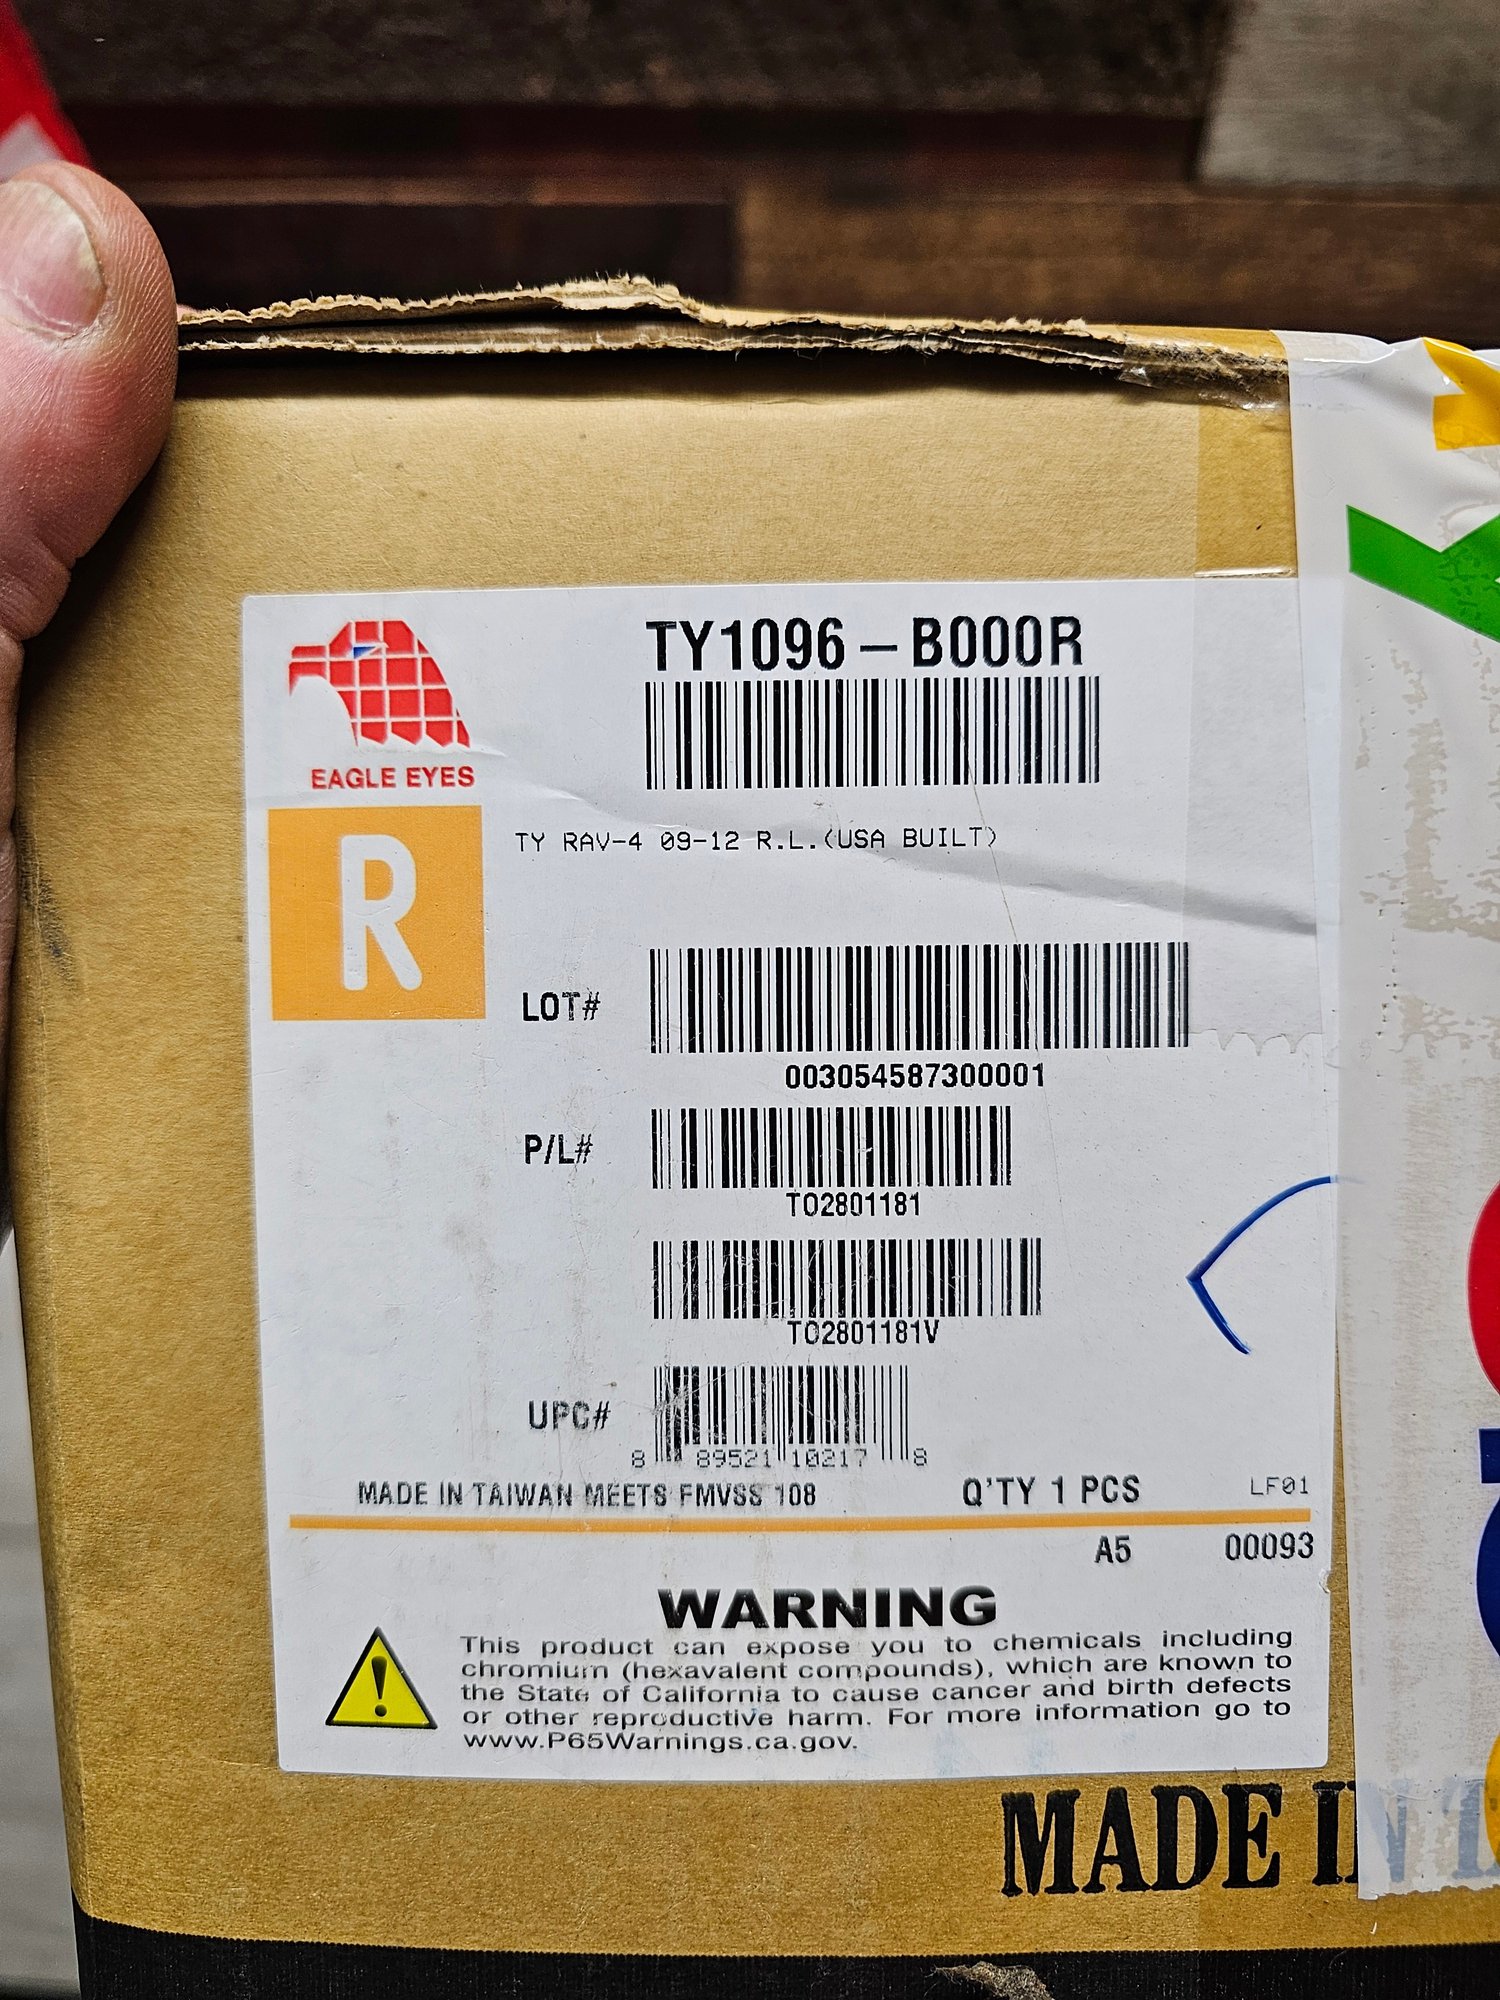 TY1096-B000R
EAGLE EYES
R
TY RAV-4 09-12 R.L.(USA BUILT)
LOT#
003054587300001
P/L#
TO2801181
TO2801181V
UPC#
8 89521 10217 8
MADE IN TAIWAN MEETS FMVSS 108
Q'TY 1 PCS
LF01
A5
00093
WARNING
This product can expose you to chemicals including
chromium (hexavalent compounds), which are known to
the State of California to cause cancer and birth defects
or other reproductive harm. For more information go to
www.P65Warnings.ca.gov.
MADE IN